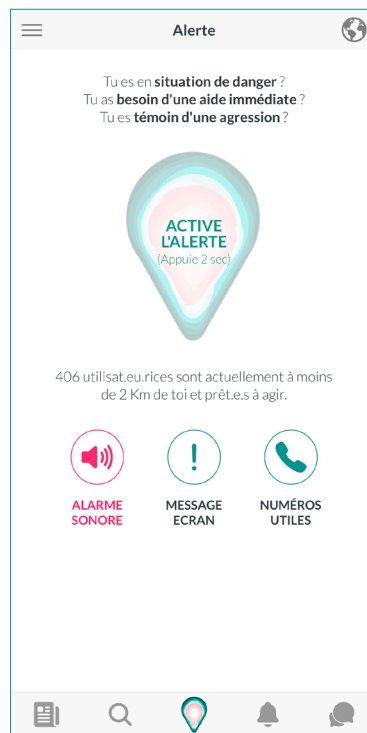 Alerte
Tu es en situation de danger ?
Tu as besoin d'une aide immédiate ?
Tu es témoin d'une agression ?
ACTIVE
L'ALERTE
(Appuie 2 sec)
406 utilisat.eu.rices sont actuellement à moins
de 2 Km de toi et prêt.e.s à agir.
ALARME
SONORE
MESSAGE
ECRAN
NUMÉROS
UTILES